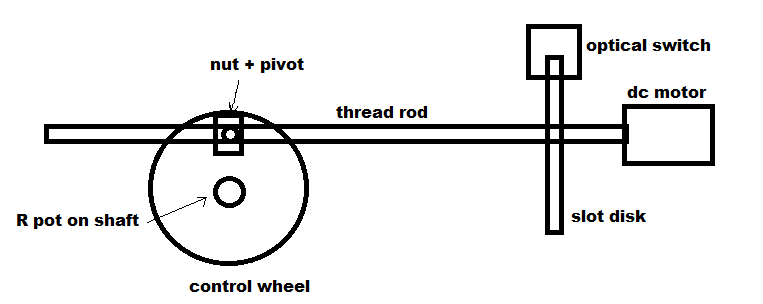 optical switch
nut + pivot
dc motor
thread rod
R pot on shaft
slot disk
control wheel